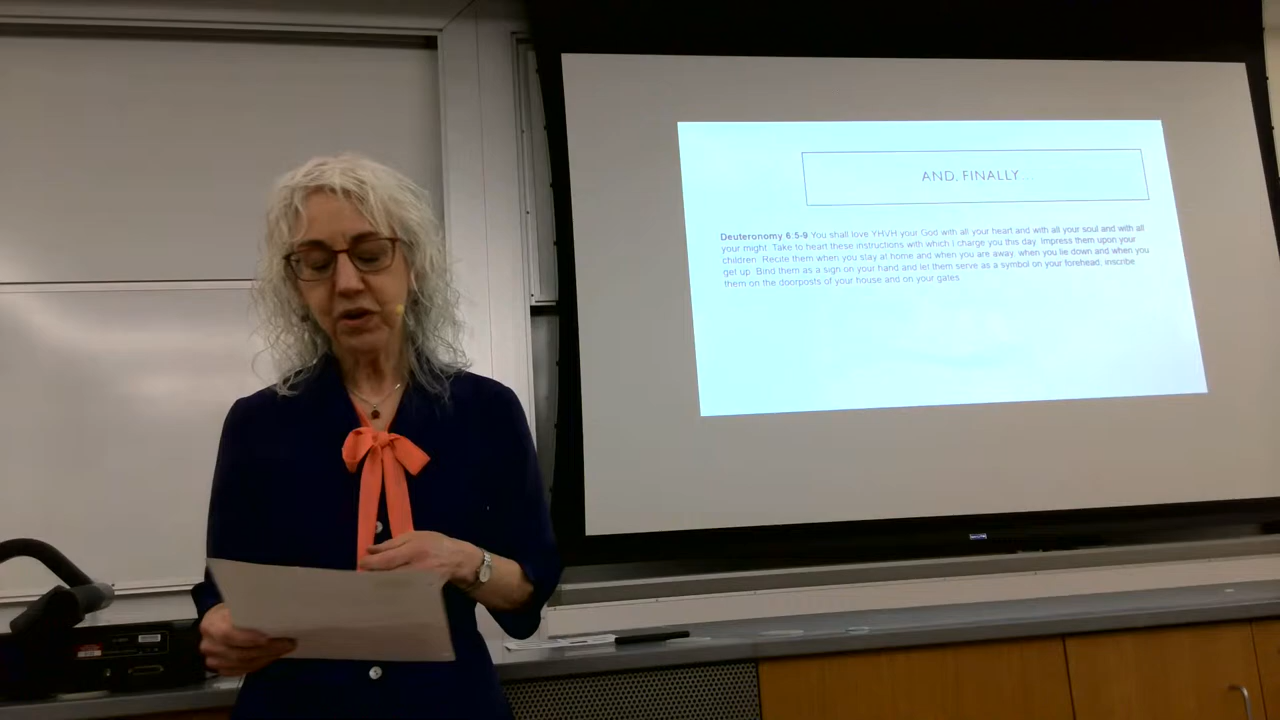 AND, FINALLY...
Deuteronomy 6:5-9 You shall love YHVH your God with all your heart and with all your soul and with all
your might. Take to heart these instructions with which I charge you this day. Impress them upon your
children. Recite them when you stay at home and when you are away, when you lie down and when you
get up. Bind them as a sign on your hand and let them serve as a symbol on your forehead, inscribe
them on the doorposts of your house and on your gates.